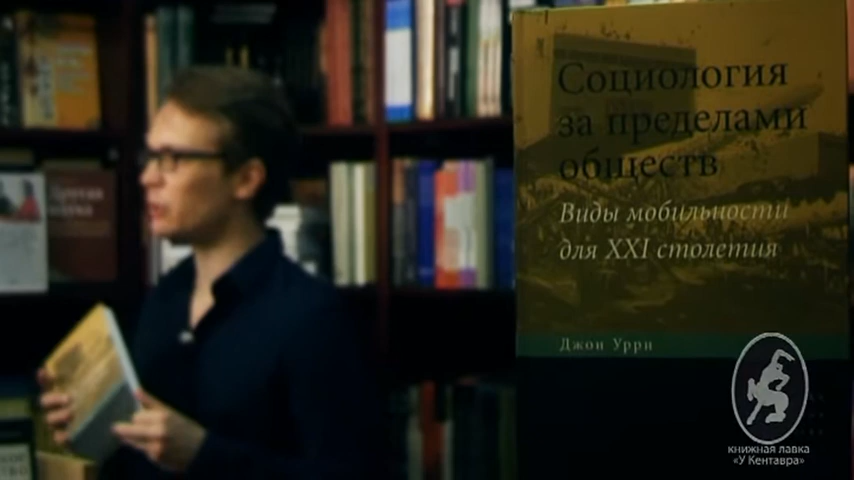 Социология
за пределами
обществ
Виды мобильности
для XXI столетия
Джон Урри
книжная лавка
«У Кентавра»